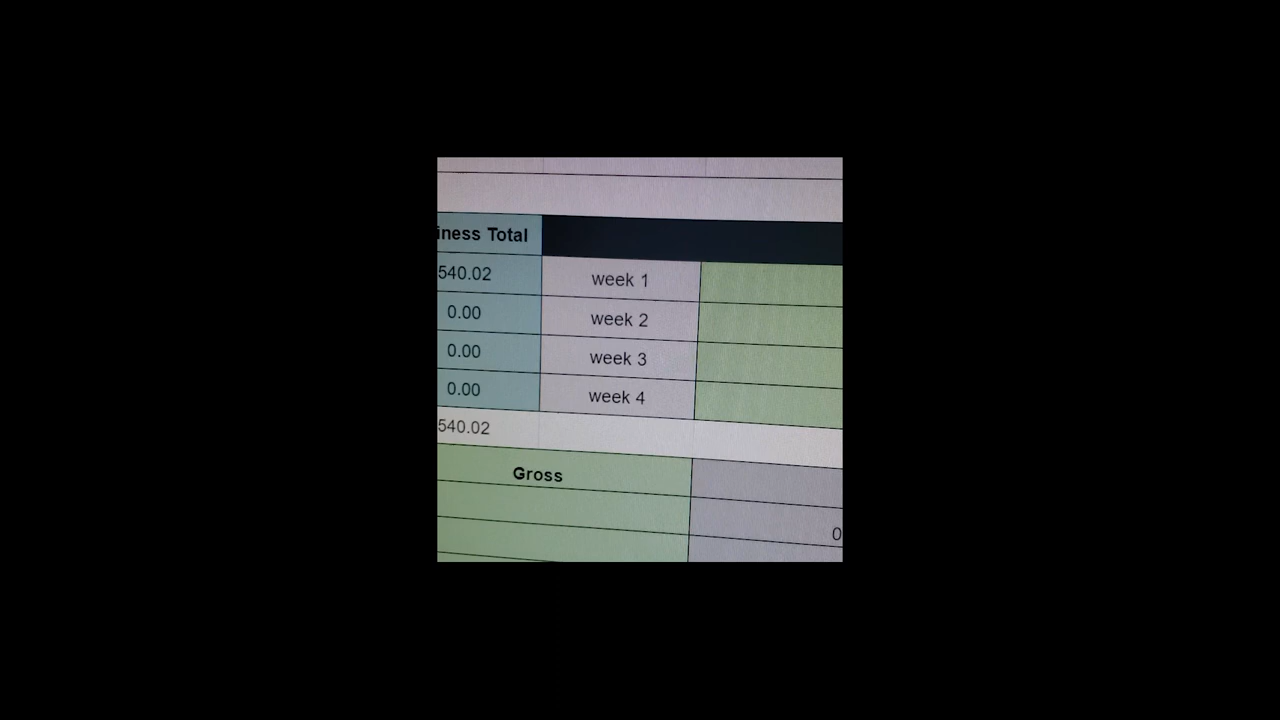 iness Total
540.02 week 1
0.00 week 2
0.00 week 3
0.00 week 4
540.02
Gross
0